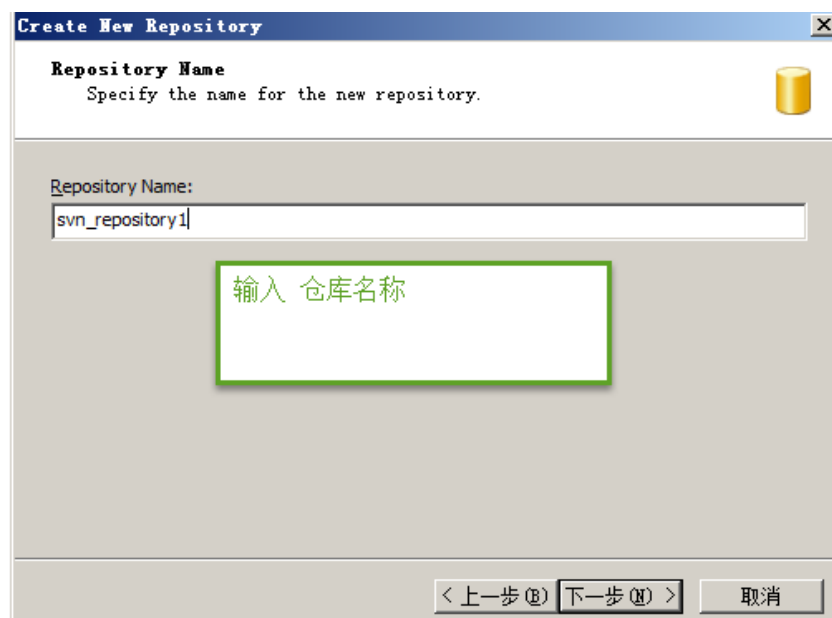 Create New Repository
Repository Name
Specify the name for the new repository.
Repository Name:
svn_repository1
输入 仓库名称
< 上一步(B) 下一步(N) > 取消